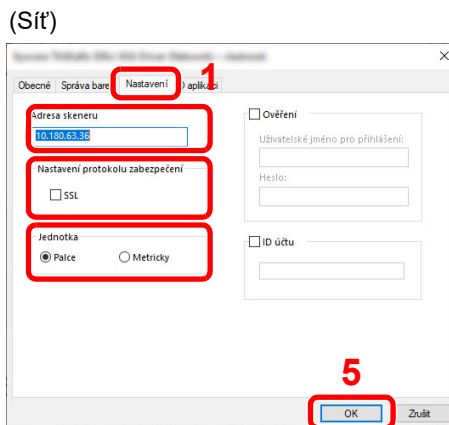 (Síť)
1
Obecné Správa bare Nastavení aplikaci
Adresa skeneru
10.180.63.36
Nastavení protokolu zabezpečení
SSL
Jednotka
Palce Metricky
Ověření
Uživatelské jméno pro přihlášení:
Heslo:
ID účtu
5
OK Zrušit